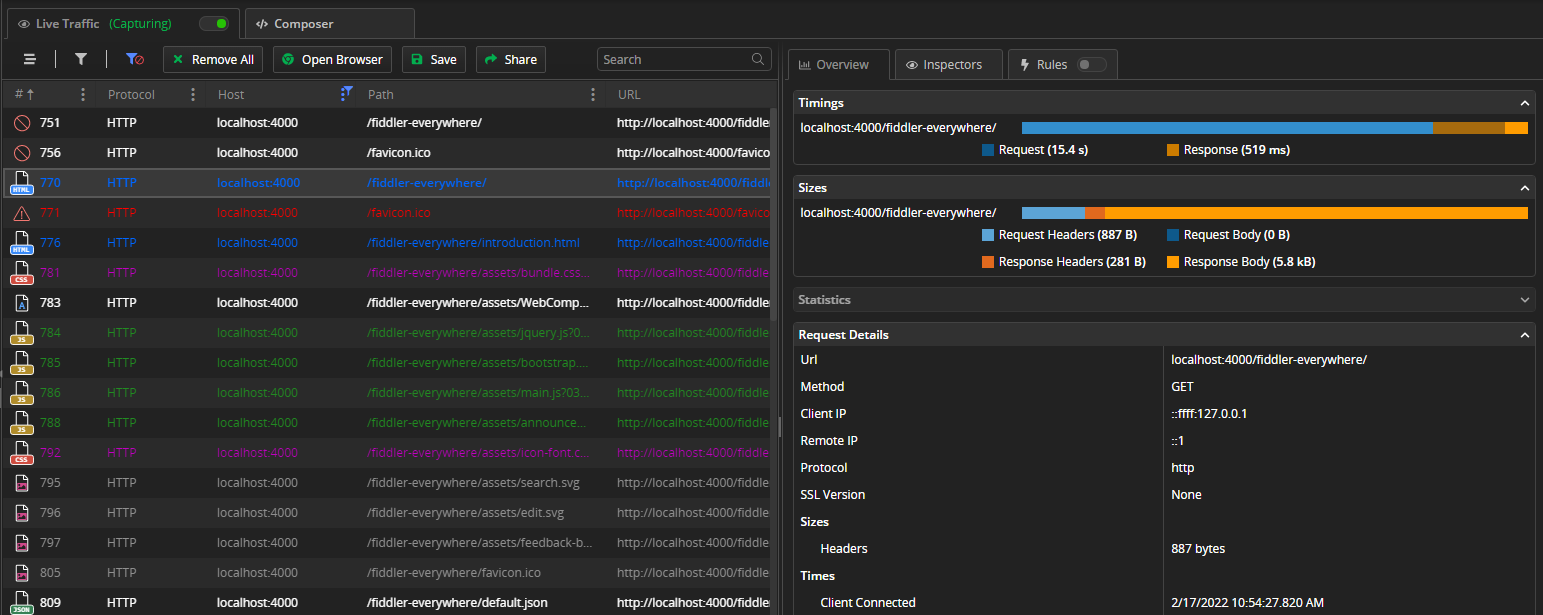 Live Traffic (Capturing)
Composer
Remove All
Open Browser
Save
Share
Search
# Protocol Host Path URL
751 HTTP localhost:4000 /fiddler-everywhere/ http://localhost:4000/fiddler
756 HTTP localhost:4000 /favicon.ico http://localhost:4000/favico
HTML 770 HTTP localhost:4000 /fiddler-everywhere/ http://localhost:4000/fiddle
771 HTTP localhost:4000 /favicon.ico http://localhost:4000/favico
HTML 776 HTTP localhost:4000 /fiddler-everywhere/introduction.html http://localhost:4000/fiddle
CSS 781 HTTP localhost:4000 /fiddler-everywhere/assets/bundle.css... http://localhost:4000/fiddle
A 783 HTTP localhost:4000 /fiddler-everywhere/assets/WebComp... http://localhost:4000/fiddle
JS 784 HTTP localhost:4000 /fiddler-everywhere/assets/jquery.js?0... http://localhost:4000/fiddle
JS 785 HTTP localhost:4000 /fiddler-everywhere/assets/bootstrap.... http://localhost:4000/fiddle
JS 786 HTTP localhost:4000 /fiddler-everywhere/assets/main.js?03... http://localhost:4000/fiddle
JS 788 HTTP localhost:4000 /fiddler-everywhere/assets/announce... http://localhost:4000/fiddle
CSS 792 HTTP localhost:4000 /fiddler-everywhere/assets/icon-font.c... http://localhost:4000/fiddle
795 HTTP localhost:4000 /fiddler-everywhere/assets/search.svg http://localhost:4000/fiddle
796 HTTP localhost:4000 /fiddler-everywhere/assets/edit.svg http://localhost:4000/fiddle
797 HTTP localhost:4000 /fiddler-everywhere/assets/feedback-b... http://localhost:4000/fiddle
805 HTTP localhost:4000 /fiddler-everywhere/favicon.ico http://localhost:4000/fiddle
JSON 809 HTTP localhost:4000 /fiddler-everywhere/default.json http://localhost:4000/fiddle
Overview
Inspectors
Rules
Timings
localhost:4000/fiddler-everywhere/
Request (15.4 s) Response (519 ms)
Sizes
localhost:4000/fiddler-everywhere/
Request Headers (887 B) Request Body (0 B)
Response Headers (281 B) Response Body (5.8 kB)
Statistics
Request Details
Url localhost:4000/fiddler-everywhere/
Method GET
Client IP ::ffff:127.0.0.1
Remote IP ::1
Protocol http
SSL Version None
Sizes
Headers 887 bytes
Times
Client Connected 2/17/2022 10:54:27.820 AM